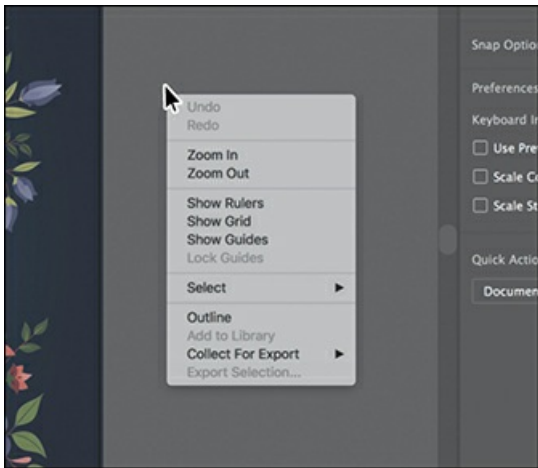 Undo
Redo
Zoom In
Zoom Out
Show Rulers
Show Grid
Show Guides
Lock Guides
Select
Outline
Add to Library
Collect For Export
Export Selection...
Snap Optio
Preferences
Keyboard In
Use Pre
Scale Co
Scale St
Quick Actio
Documen